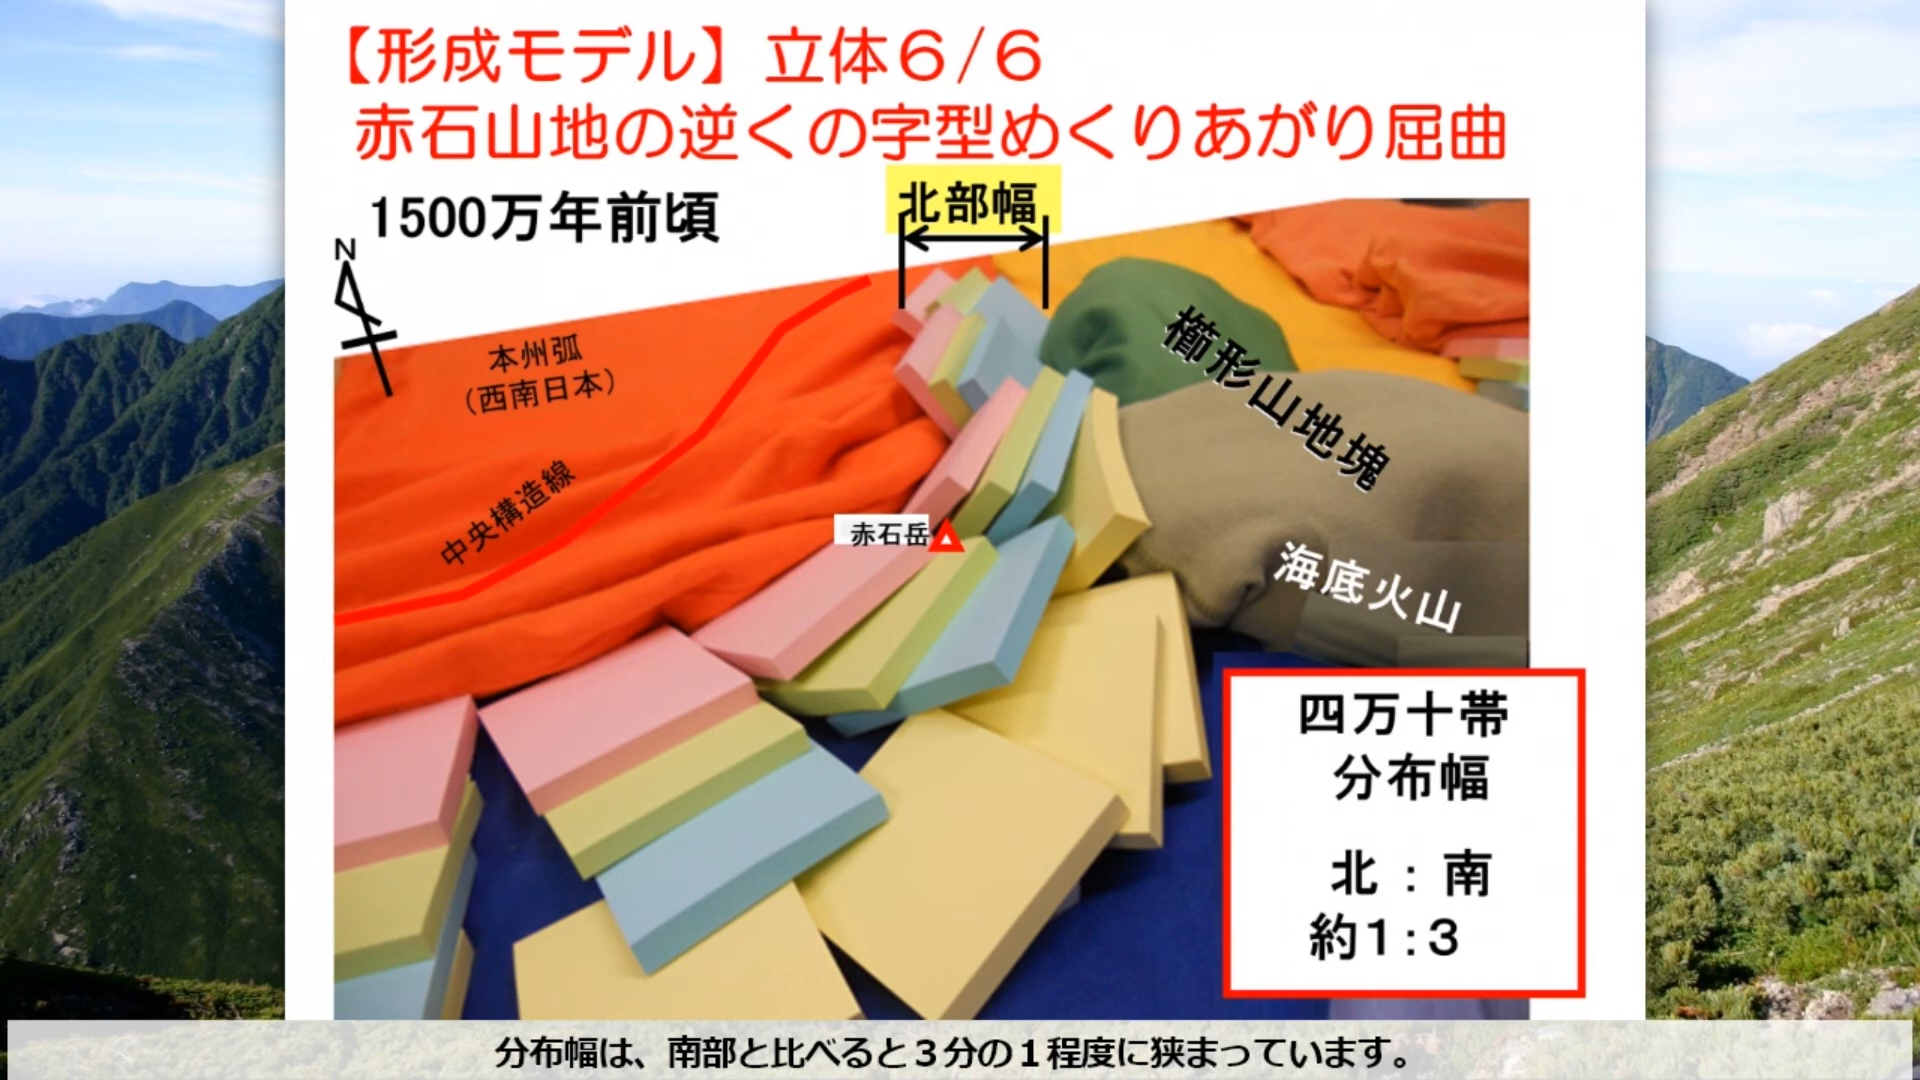 【形成モデル】立体６/６
赤石山地の逆くの字型めくりあがり屈曲
1500万年前頃
北部幅
N
本州弧
（西南日本）
中央構造線
櫛形山地塊
赤石岳
海底火山
四万十帯
分布幅
北：南
約１:３
分布幅は、南部と比べると３分の１程度に狭まっています。